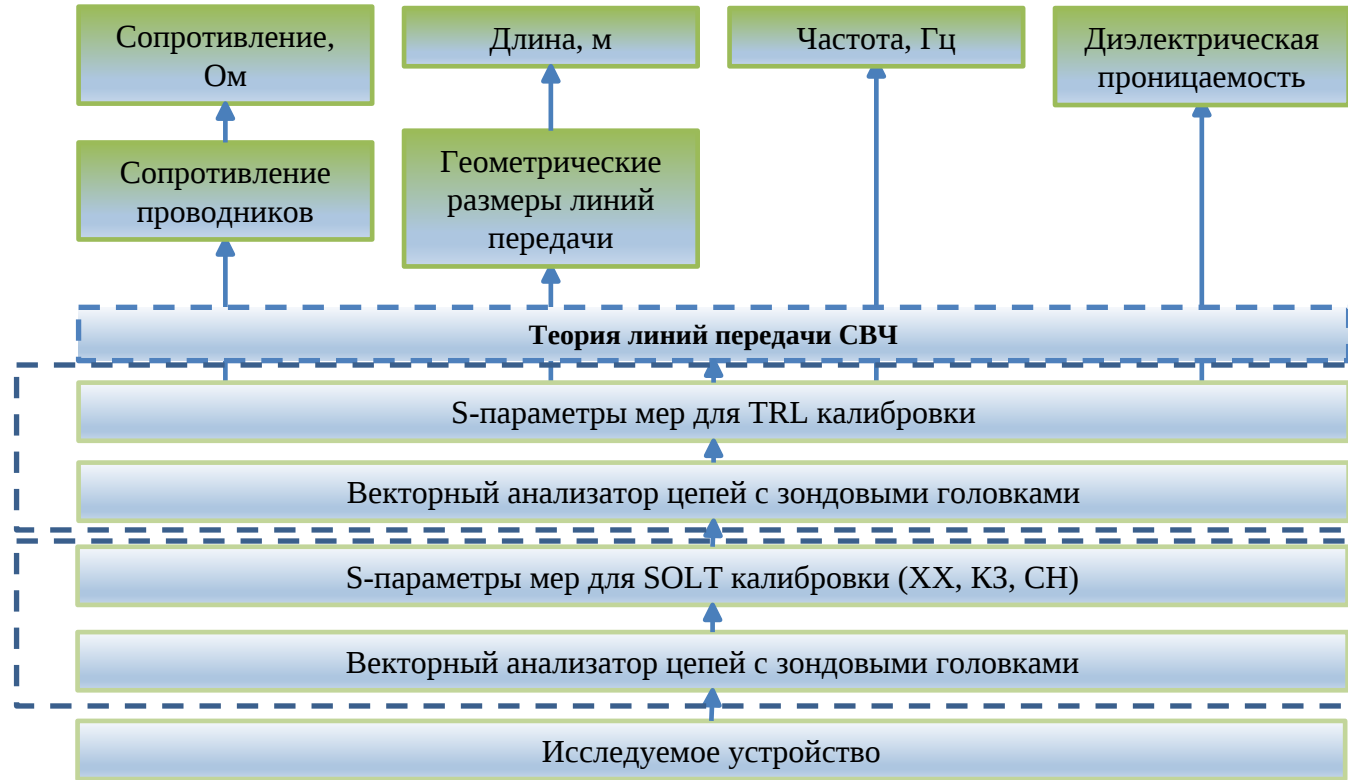 Сопротивление,
Ом
Длина, м
Частота, Гц
Диэлектрическая
проницаемость
Сопротивление
проводников
Геометрические
размеры линий
передачи
Теория линий передачи СВЧ
S-параметры мер для TRL калибровки
Векторный анализатор цепей с зондовыми головками
S-параметры мер для SOLT калибровки (ХХ, КЗ, СН)
Векторный анализатор цепей с зондовыми головками
Исследуемое устройство